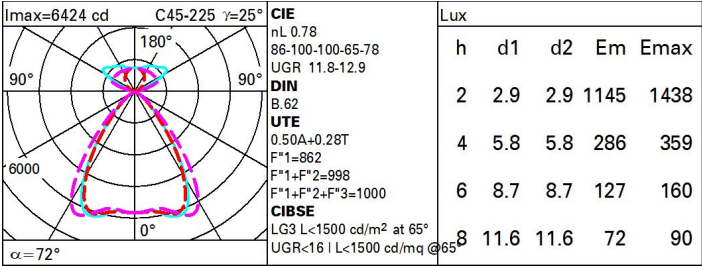 Imax=6424 cd C45-225 γ=25°
180°
90° 90°
6000
0°
α=72°
CIE
nL 0.78
86-100-100-65-78
UGR 11.8-12.9
DIN
B.62
UTE
0.50A+0.28T
F"1=862
F"1+F"2=998
F"1+F"2+F"3=1000
CIBSE
LG3 L<1500 cd/m² at 65°
UGR<16 | L<1500 cd/mq @65°
Lux
h d1 d2 Em Emax
2 2.9 2.9 1145 1438
4 5.8 5.8 286 359
6 8.7 8.7 127 160
8 11.6 11.6 72 90